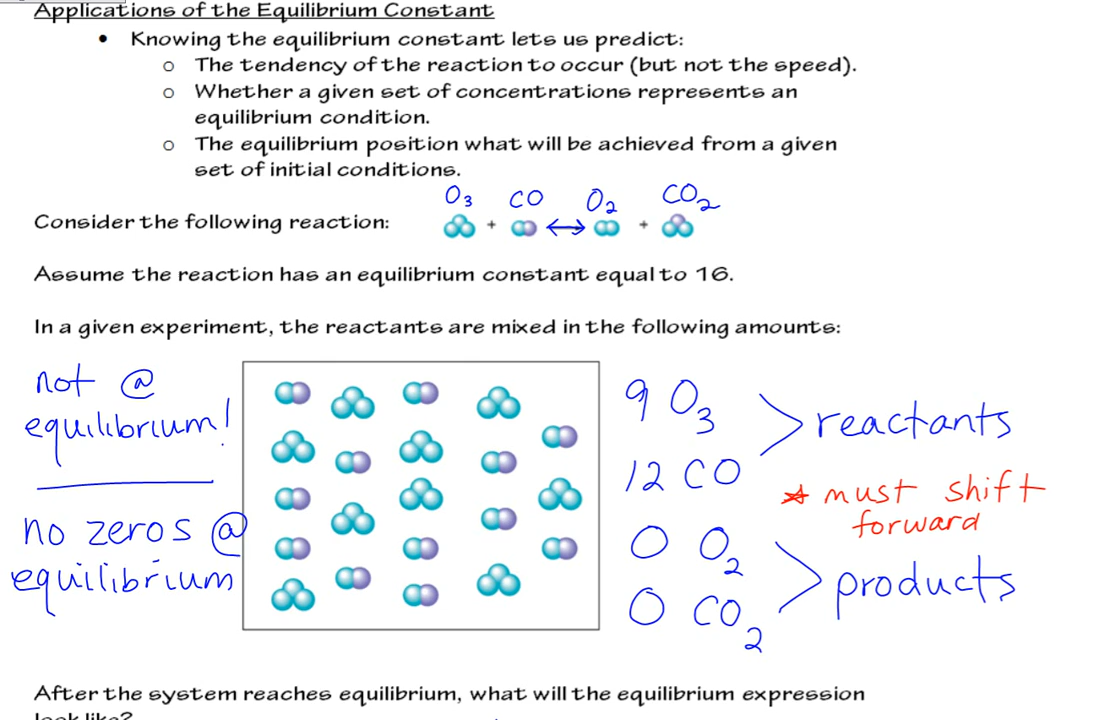 Applications of the Equilibrium Constant
• Knowing the equilibrium constant lets us predict:
o The tendency of the reaction to occur (but not the speed).
o Whether a given set of concentrations represents an
equilibrium condition.
o The equilibrium position what will be achieved from a given
set of initial conditions.
O3 CO O2 CO2
Consider the following reaction: + ↔ +
Assume the reaction has an equilibrium constant equal to 16.
In a given experiment, the reactants are mixed in the following amounts:
not @
equilibrium!
no zeros @
equilibrium
9 O3
12 CO
> reactants
* must shift
forward
0 O2
0 CO2
> products
After the system reaches equilibrium, what will the equilibrium expression
look like?